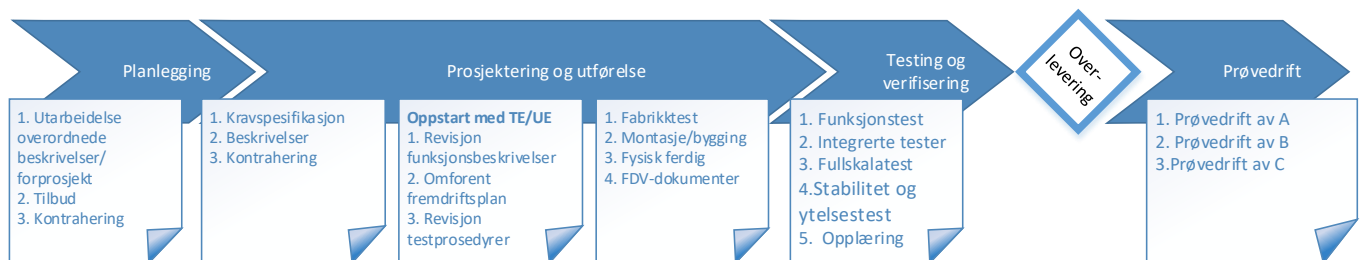 Planlegging
Prosjektering og utførelse
Testing og
verifisering
Over-
levering
Prøvedrift
1. Utarbeidelse
overordnede
beskrivelser/
forprosjekt
2. Tilbud
3. Kontrahering
1. Kravspesifikasjon
2. Beskrivelser
3. Kontrahering
Oppstart med TE/UE
1. Revisjon
funksjonsbeskrivelser
2. Omforent
fremdriftsplan
3. Revisjon
testprosedyrer
1. Fabrikktest
2. Montasje/bygging
3. Fysisk ferdig
4. FDV-dokumenter
1. Funksjonstest
2. Integrerte tester
3. Fullskalatest
4.Stabilitet og
ytelsestest
5. Opplæring
1. Prøvedrift av A
2. Prøvedrift av B
3.Prøvedrift av C